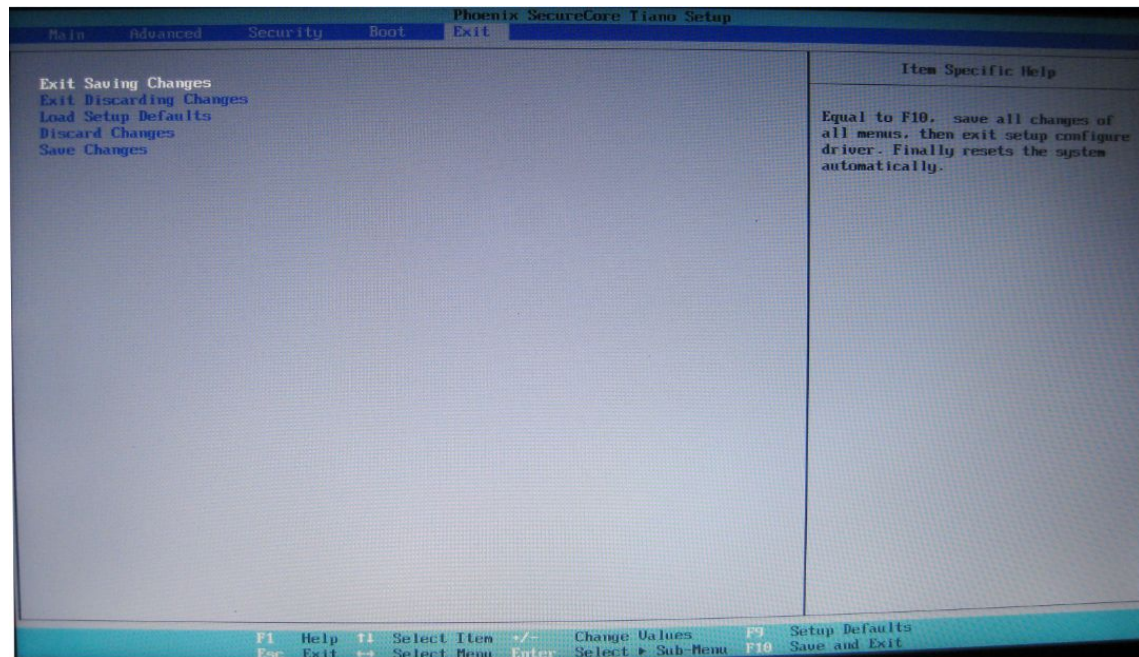 Phoenix SecureCore Tiano Setup
Main Advanced Security Boot Exit
Exit Saving Changes
Exit Discarding Changes
Load Setup Defaults
Discard Changes
Save Changes
Item Specific Help
Equal to F10, save all changes of
all menus, then exit setup configure
driver. Finally resets the system
automatically.
F1 Help ↑↓ Select Item +/- Change Values F9 Setup Defaults
Esc Exit ↔ Select Menu Enter Select ▶ Sub-Menu F10 Save and Exit